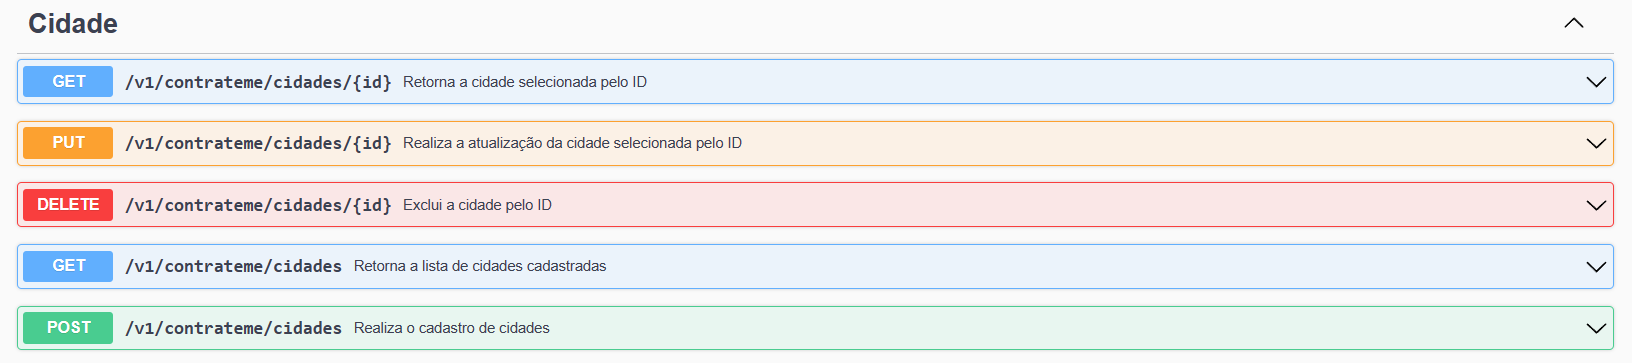 Cidade
GET /v1/contrateme/cidades/{id} Retorna a cidade selecionada pelo ID
PUT /v1/contrateme/cidades/{id} Realiza a atualização da cidade selecionada pelo ID
DELETE /v1/contrateme/cidades/{id} Exclui a cidade pelo ID
GET /v1/contrateme/cidades Retorna a lista de cidades cadastradas
POST /v1/contrateme/cidades Realiza o cadastro de cidades